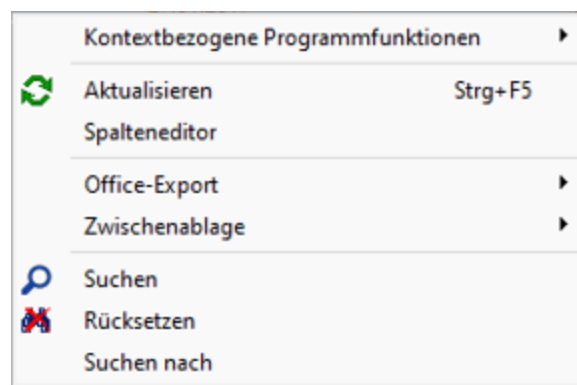 Kontextbezogene Programmfunktionen
Aktualisieren Strg+F5
Spalteneditor
Office-Export
Zwischenablage
Suchen
Rücksetzen
Suchen nach